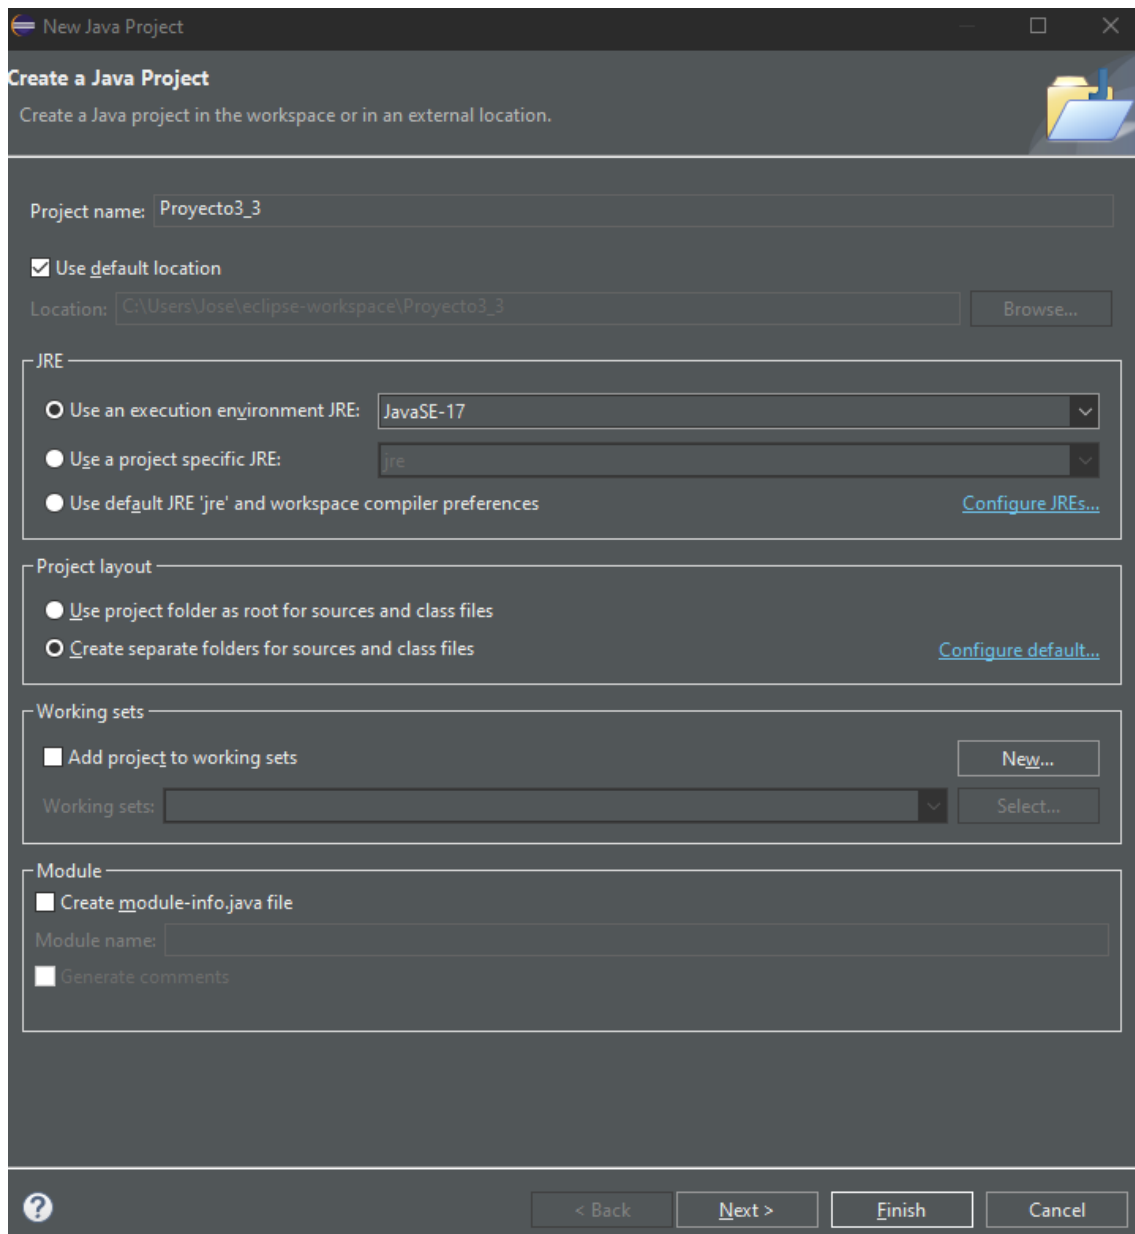 New Java Project
Create a Java Project
Create a Java project in the workspace or in an external location.
Project name: Proyecto3_3
Use default location
Location: C:\Users\Jose\eclipse-workspace\Proyecto3_3 Browse...
JRE
Use an execution environment JRE: JavaSE-17
Use a project specific JRE: jre
Use default JRE 'jre' and workspace compiler preferences Configure JREs...
Project layout
Use project folder as root for sources and class files
Create separate folders for sources and class files Configure default...
Working sets
Add project to working sets New...
Working sets: Select...
Module
Create module-info.java file
Module name:
Generate comments
? < Back Next > Finish Cancel